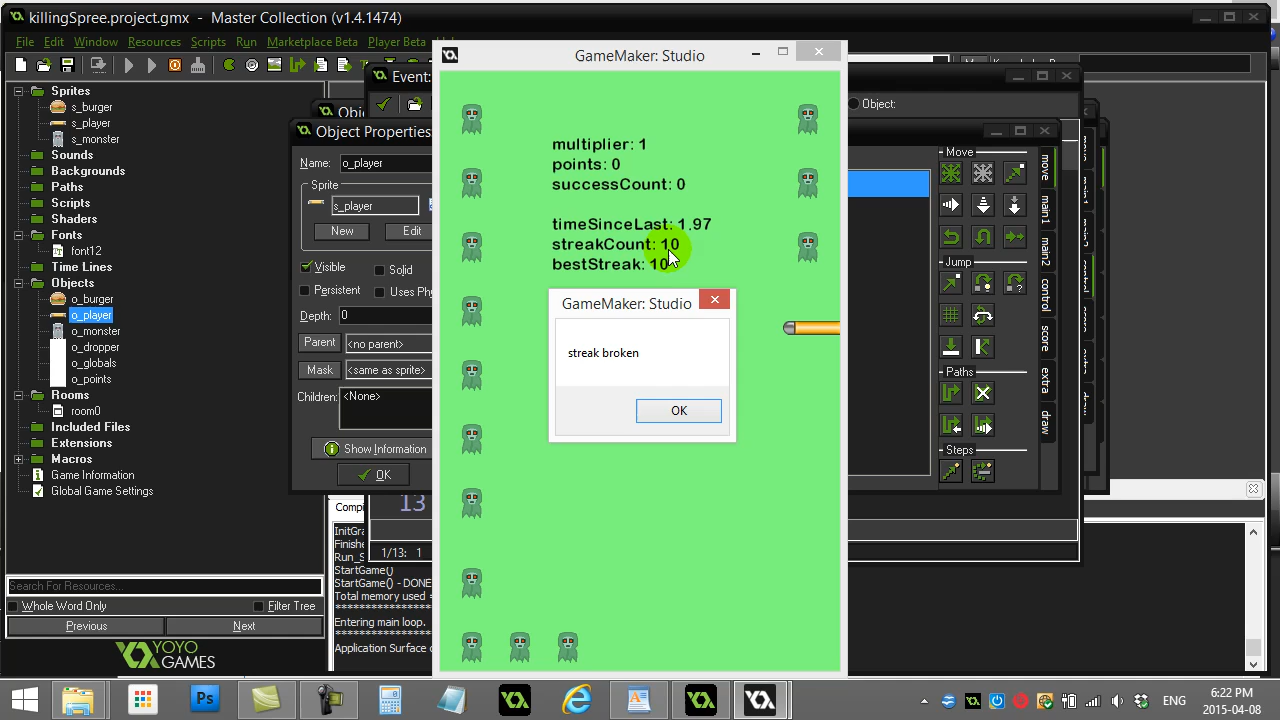 killingSpree.project.gmx - Master Collection (v1.4.1474)
File Edit Window Resources Scripts Run Marketplace Beta Player Beta
GameMaker: Studio
Event:
Object:
Sprites
s_burger
s_player
s_monster
Sounds
Backgrounds
Paths
Scripts
Shaders
Fonts
font12
Time Lines
Objects
o_burger
o_player
o_monster
o_dropper
o_globals
o_points
Rooms
room0
Included Files
Extensions
Macros
Game Information
Global Game Settings
Search For Resources...
Whole Word Only
Filter Tree
Previous
Next
YOYO
GAMES
Object Properties
Name: o_player
Sprite
s_player
New
Edit
Visible
Solid
Persistent
Depth: 0
Parent
<no parent>
Mask
<same as sprite>
Children:
<None>
Show Information
OK
multiplier: 1
points: 0
successCount: 0
timeSinceLast: 1.97
streakCount: 10
bestStreak: 10
GameMaker: Studio
streak broken
OK
Move
Jump
Paths
Steps
move
main1
main2
control
score
extra
draw
13
1/13: 1
StartGame()
StartGame() - DONE
Total memory used =
Entering main loop.
Application Surface
ENG
6:22 PM
2015-04-08